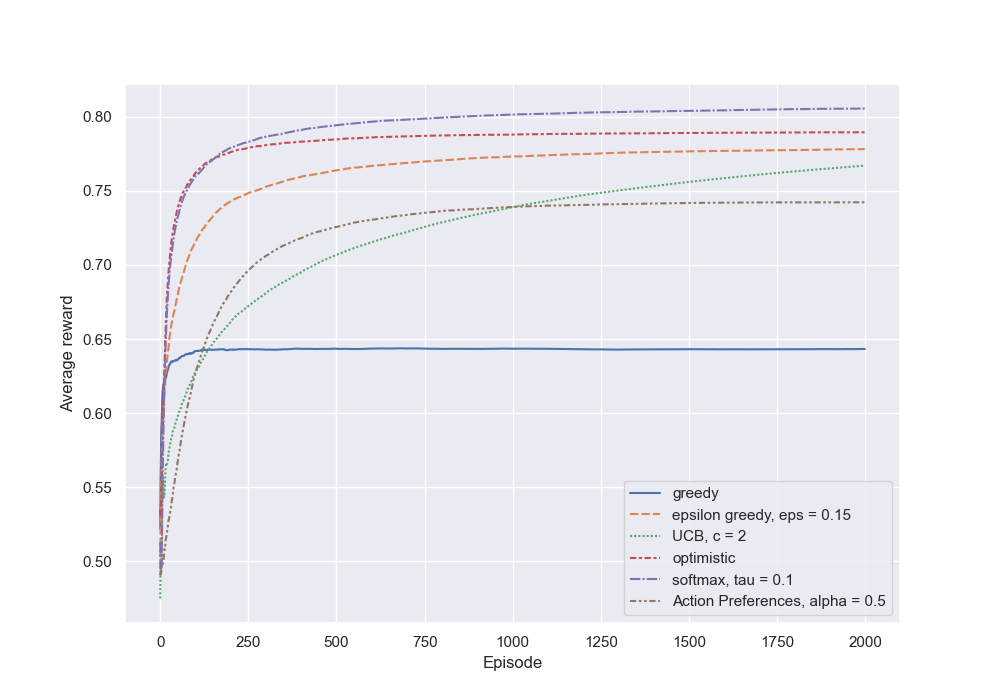 0.80
0.75
0.70
0.65
0.60
0.55
0.50
Average reward
greedy
epsilon greedy, eps = 0.15
UCB, c = 2
optimistic
softmax, tau = 0.1
Action Preferences, alpha = 0.5
0 250 500 750 1000 1250 1500 1750 2000
Episode